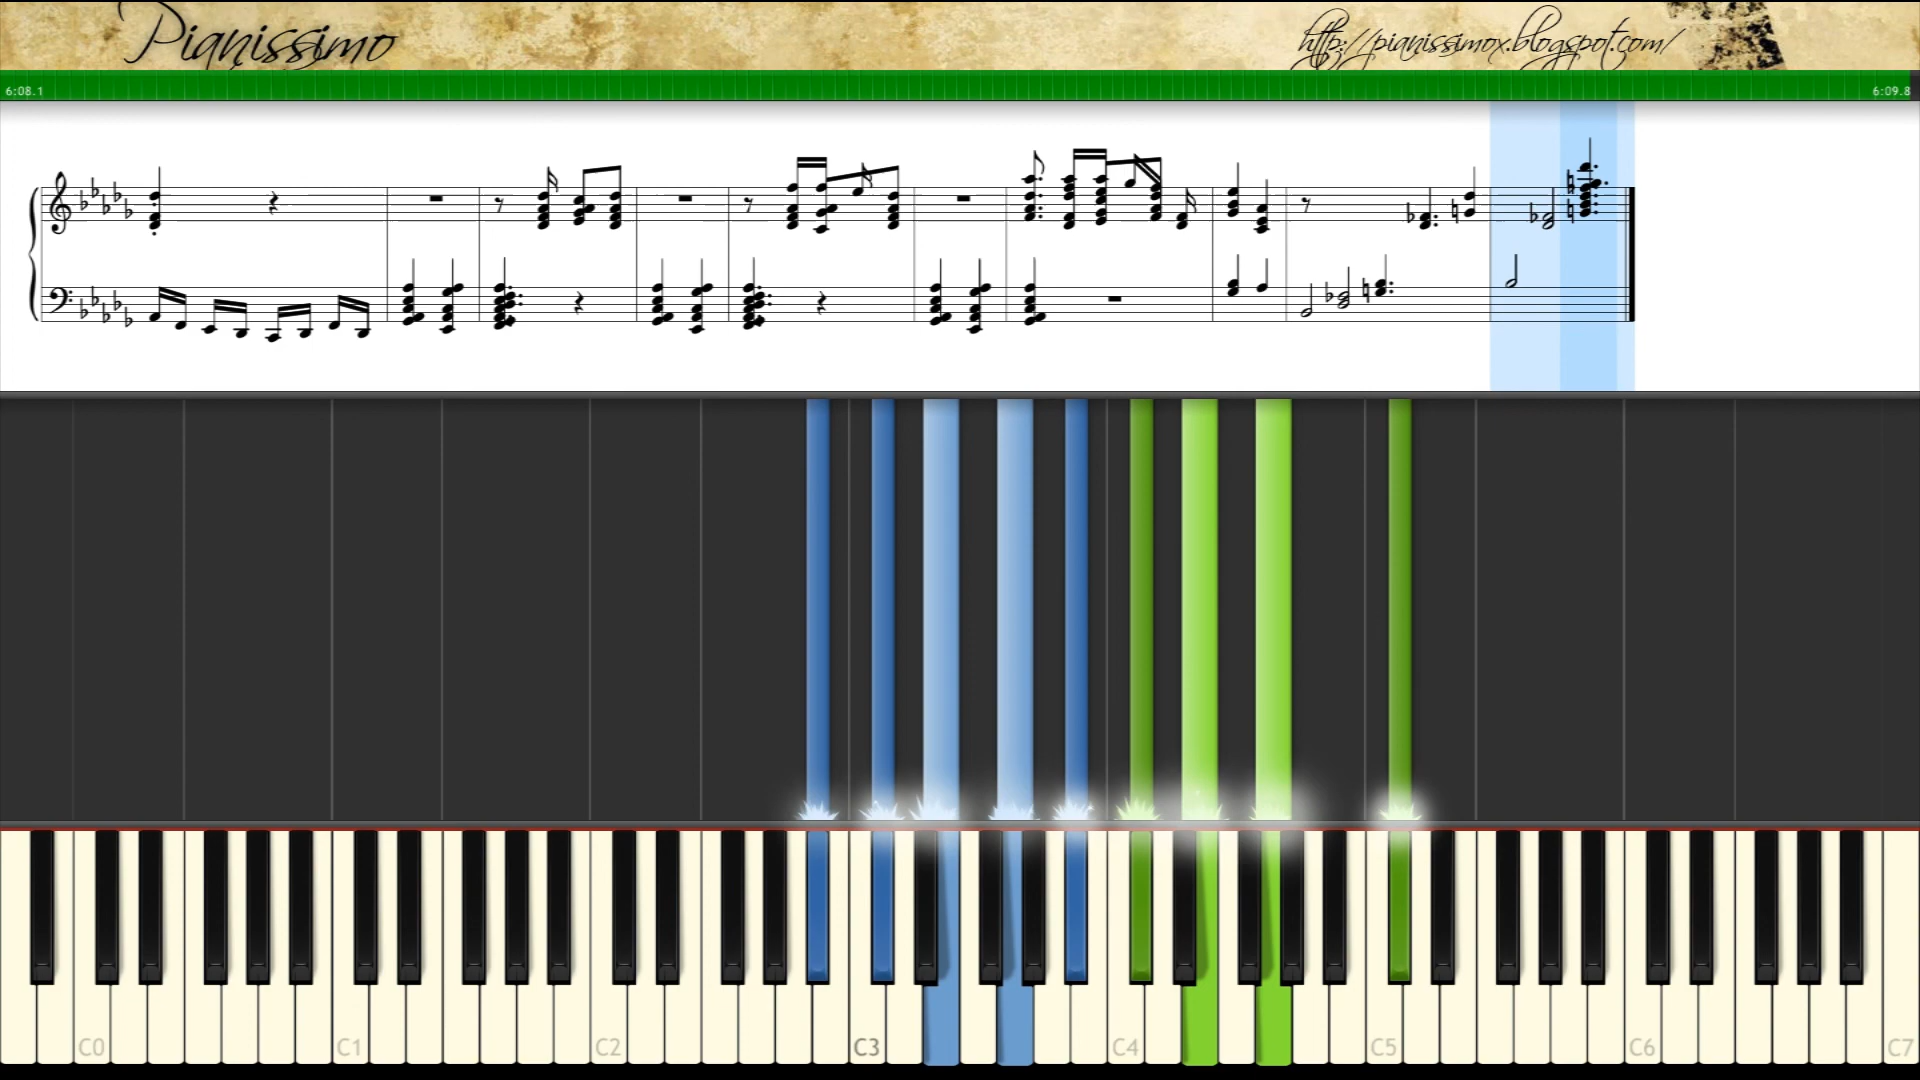 Pianissimo
http://pianissimox.blogspot.com/
6:08.1
6:09.8
C0 C1 C2 C3 C4 C5 C6 C7